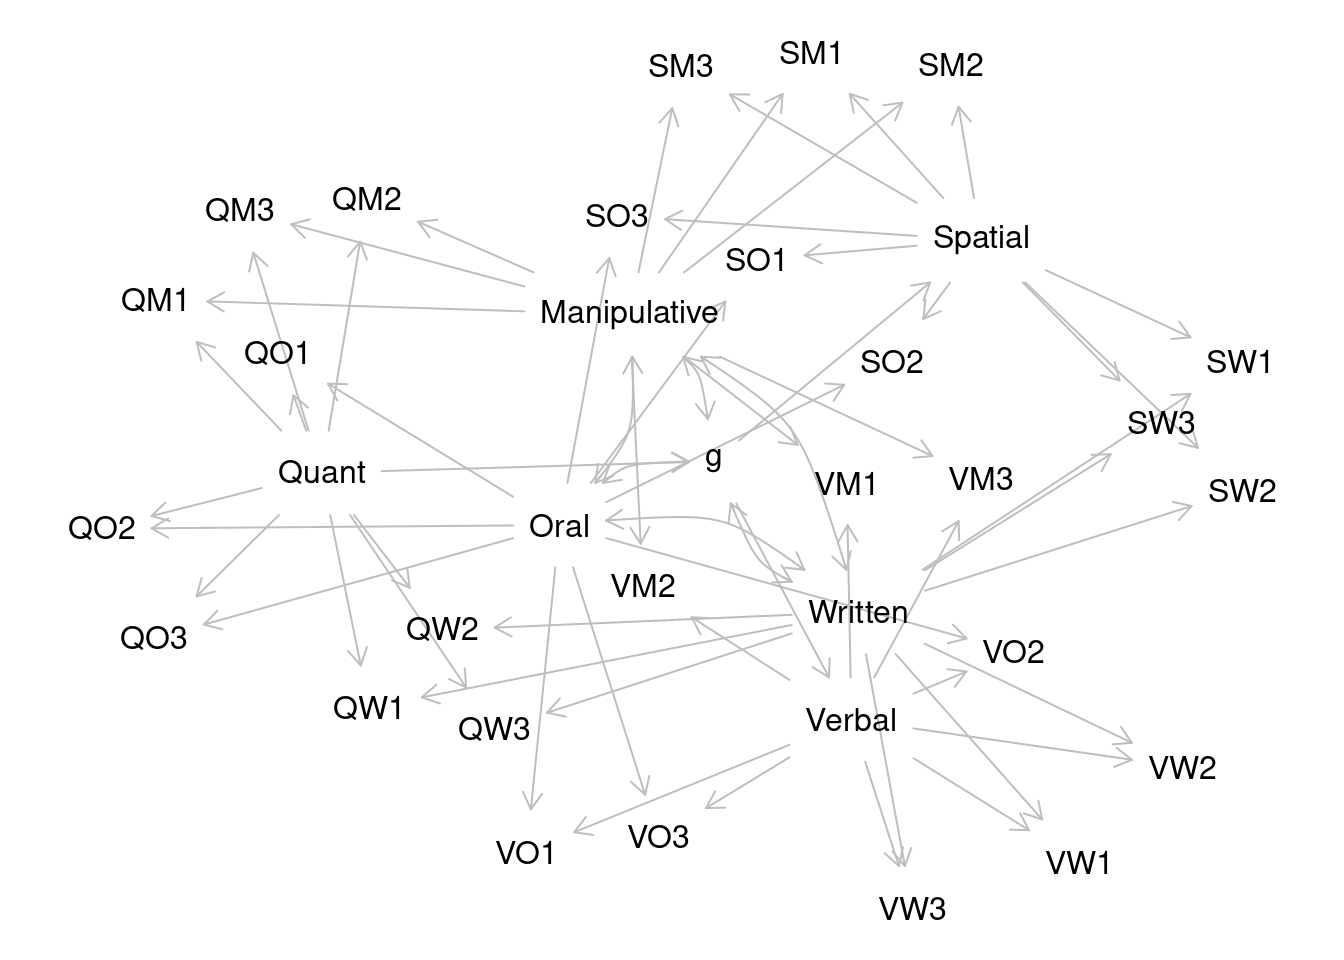 SM1
SM3
SM2
QM2
QM3
SO3
Spatial
SO1
QM1
Manipulative
QO1
SO2
SW1
SW3
g
Quant
VM1
VM3
SW2
QO2
Oral
VM2
Written
QW2
QO3
VO2
QW1
Verbal
QW3
VW2
VO3
VO1
VW1
VW3